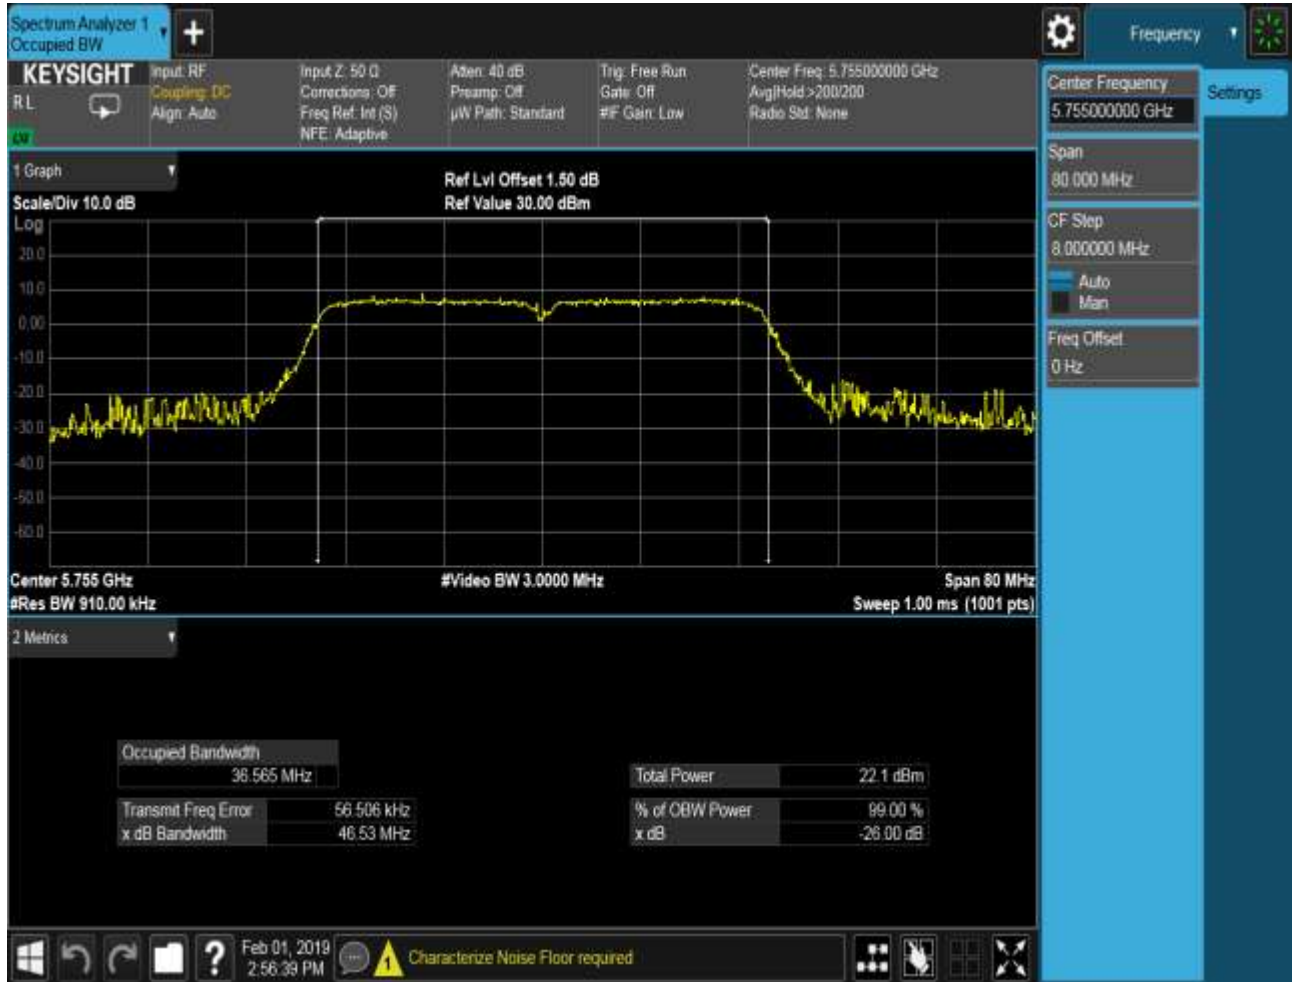 Spectrum Analyzer 1
Occupied BW
Frequency
KEYSIGHT
RL
Input: RF
Coupling: DC
Align: Auto
Input Z: 50 Ω
Corrections: Off
Freq Ref: Int (S)
NFE: Adaptive
Atten: 40 dB
Preamp: Off
µW Path: Standard
Trig: Free Run
Gate: Off
#IF Gain: Low
Center Freq: 5.755000000 GHz
Avg|Hold:>200/200
Radio Std: None
Center Frequency
5.755000000 GHz
Settings
Span
80.000 MHz
CF Step
8.000000 MHz
Auto
Man
Freq Offset
0 Hz
1 Graph
Scale/Div 10.0 dB
Ref Lvl Offset 1.50 dB
Ref Value 30.00 dBm
Log
20.0
10.0
0.00
-10.0
-20.0
-30.0
-40.0
-50.0
-60.0
Center 5.755 GHz
#Video BW 3.0000 MHz
Span 80 MHz
#Res BW 910.00 kHz
Sweep 1.00 ms (1001 pts)
2 Metrics
Occupied Bandwidth
36.565 MHz
Total Power 22.1 dBm
Transmit Freq Error 56.506 kHz
% of OBW Power 99.00 %
x dB Bandwidth 46.53 MHz
x dB -26.00 dB
Feb 01, 2019
2:56:39 PM
1
Characterize Noise Floor required